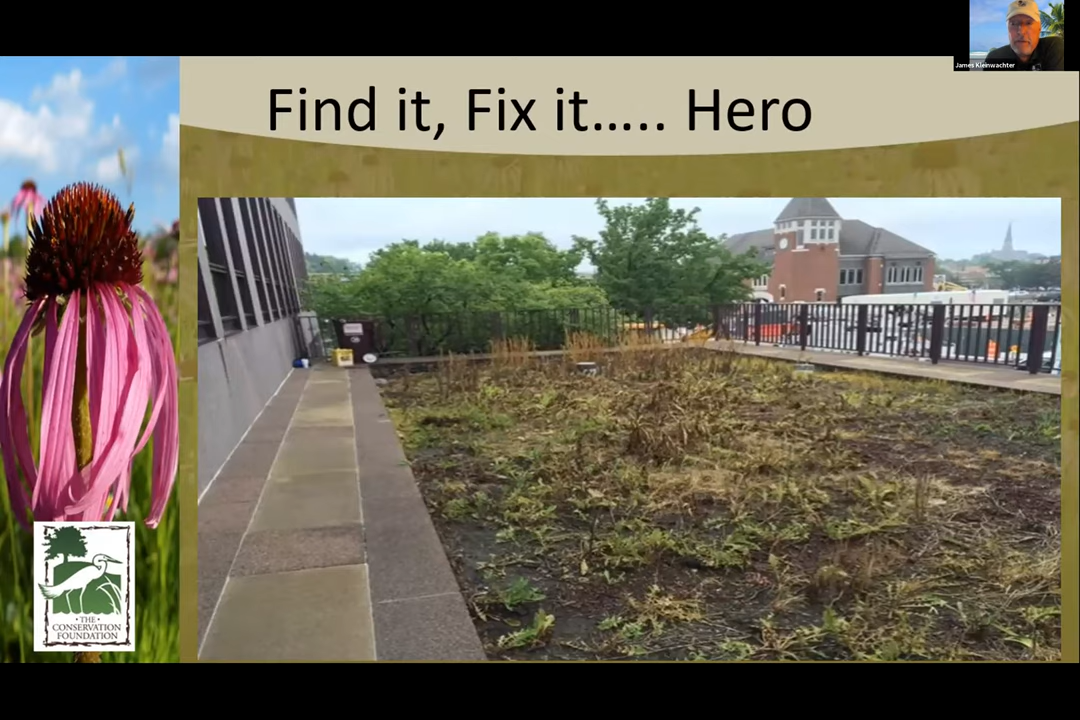 James Kleinwachter
Find it, Fix it….. Hero
• THE •
CONSERVATION
FOUNDATION